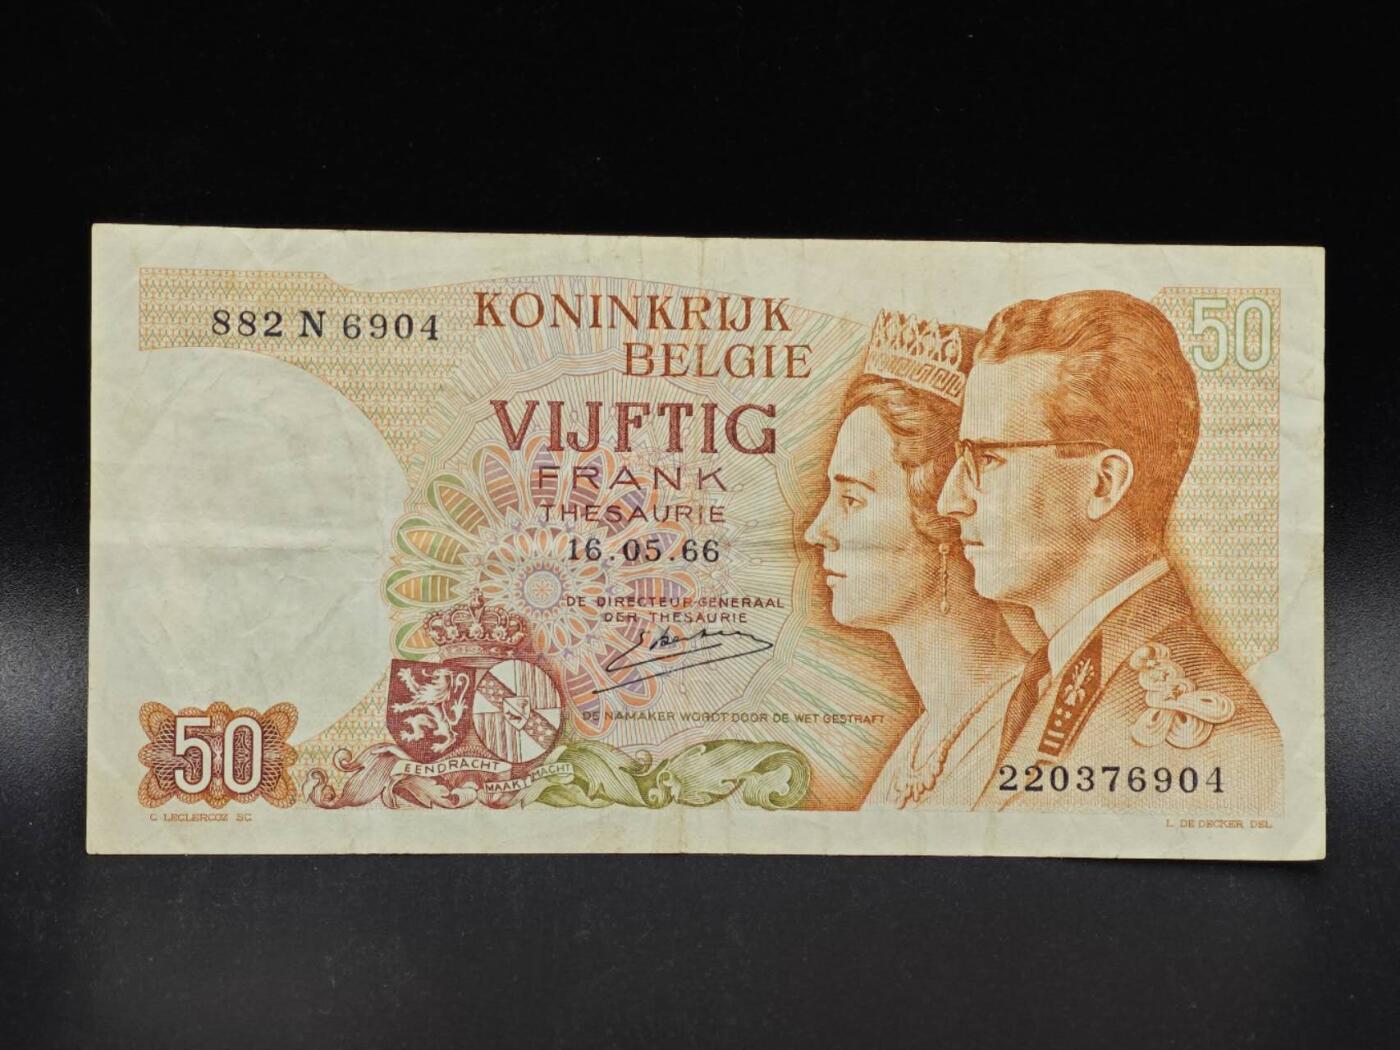 882 N 6904
KONINKRIJK
BELGIE
50
VIJFTIG
FRANK
THESAURIE
16.05.66
DE DIRECTEUR-GENERAAL
DER THESAURIE
DE NAMAKER WORDT DOOR DE WET GESTRAFT
50
EENDRACHT
MAAKT MACHT
220376904
C. LECLERCQZ SC.
L. DE DECKER DEL.